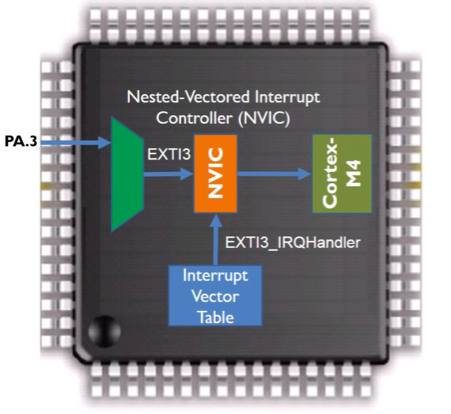 Nested-Vectored Interrupt
Controller (NVIC)
PA.3
EXTI3
NVIC
Cortex-
M4
EXTI3_IRQHandler
Interrupt
Vector
Table